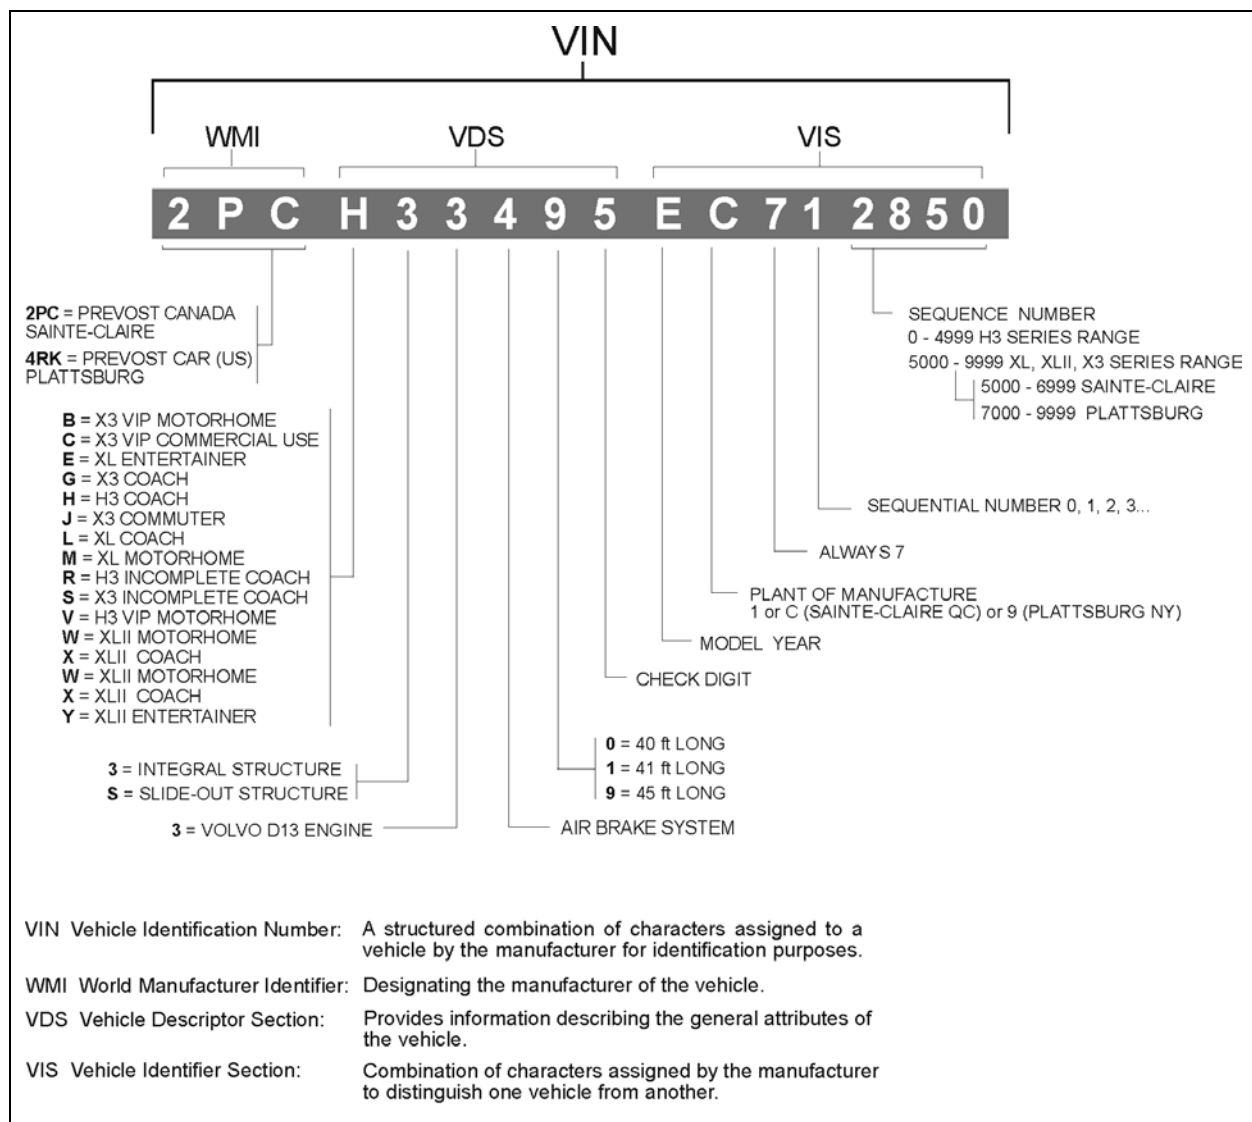 VIN
WMI VDS VIS
2 P C H 3 3 4 9 5 E C 7 1 2 8 5 0
2PC = PREVOST CANADA
SAINTE-CLAIRE
4RK = PREVOST CAR (US)
PLATTSBURG
SEQUENCE NUMBER
0 - 4999 H3 SERIES RANGE
5000 - 9999 XL, XLII, X3 SERIES RANGE
5000 - 6999 SAINTE-CLAIRE
7000 - 9999 PLATTSBURG
B = X3 VIP MOTORHOME
C = X3 VIP COMMERCIAL USE
E = XL ENTERTAINER
G = X3 COACH
H = H3 COACH
J = X3 COMMUTER
L = XL COACH
M = XL MOTORHOME
R = H3 INCOMPLETE COACH
S = X3 INCOMPLETE COACH
V = H3 VIP MOTORHOME
W = XLII MOTORHOME
X = XLII COACH
W = XLII MOTORHOME
X = XLII COACH
Y = XLII ENTERTAINER
SEQUENTIAL NUMBER 0, 1, 2, 3...
ALWAYS 7
PLANT OF MANUFACTURE
1 or C (SAINTE-CLAIRE QC) or 9 (PLATTSBURG NY)
MODEL YEAR
CHECK DIGIT
0 = 40 ft LONG
1 = 41 ft LONG
9 = 45 ft LONG
3 = INTEGRAL STRUCTURE
S = SLIDE-OUT STRUCTURE
3 = VOLVO D13 ENGINE
AIR BRAKE SYSTEM
VIN Vehicle Identification Number: A structured combination of characters assigned to a
vehicle by the manufacturer for identification purposes.
WMI World Manufacturer Identifier: Designating the manufacturer of the vehicle.
VDS Vehicle Descriptor Section: Provides information describing the general attributes of
the vehicle.
VIS Vehicle Identifier Section: Combination of characters assigned by the manufacturer
to distinguish one vehicle from another.